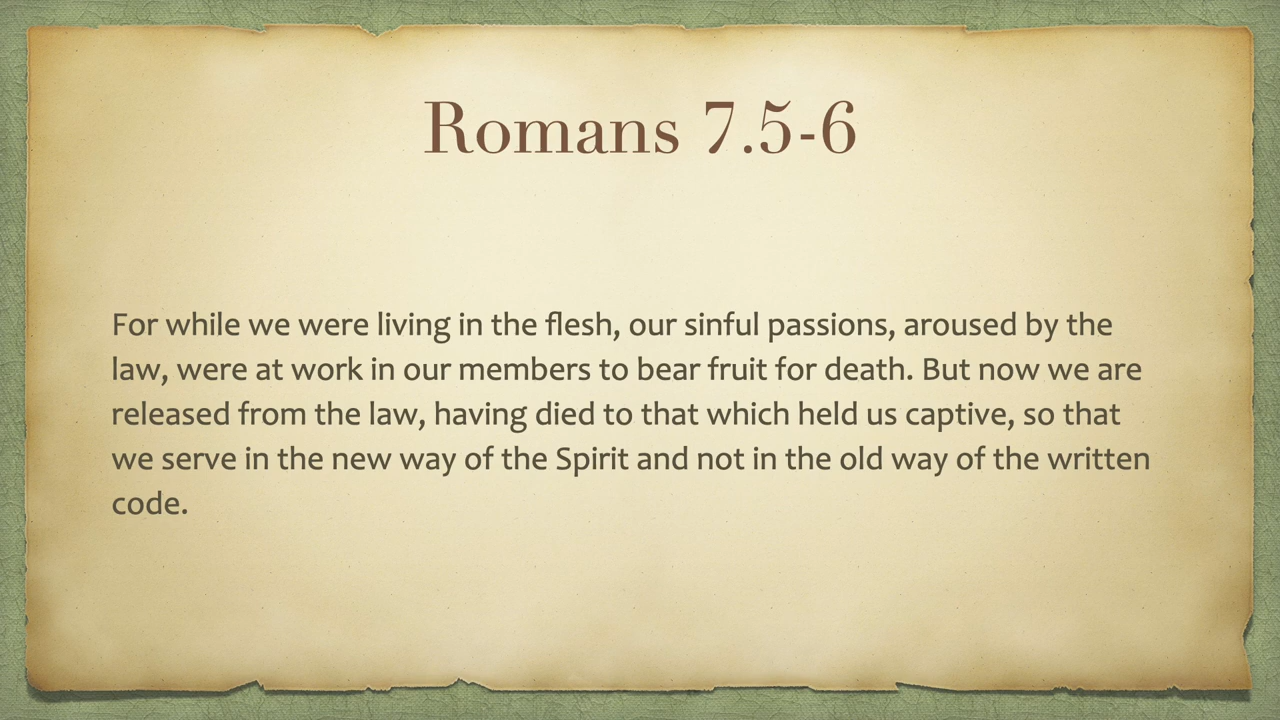 Romans 7.5-6
For while we were living in the flesh, our sinful passions, aroused by the
law, were at work in our members to bear fruit for death. But now we are
released from the law, having died to that which held us captive, so that
we serve in the new way of the Spirit and not in the old way of the written
code.